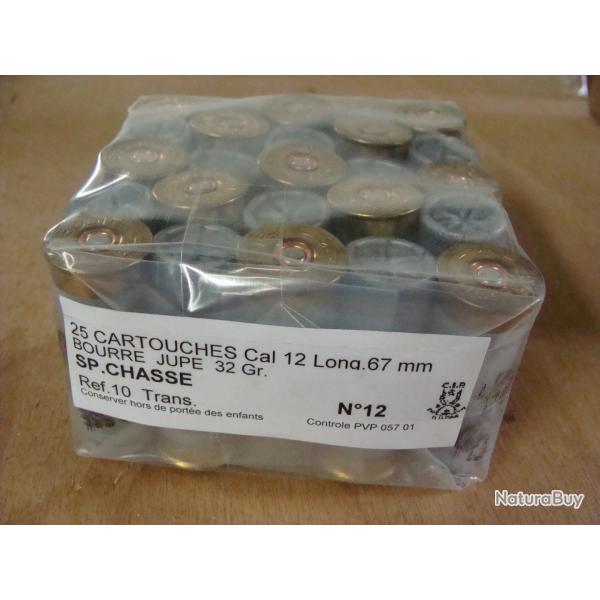 25 CARTOUCHES Cal 12 Long.67 mm
BOURRE JUPE 32 Gr.
SP.CHASSE
Ref.10 Trans.
Conserver hors de portée des enfants
N°12
Controle PVP 057 01
C.I.P.
NaturaBuy